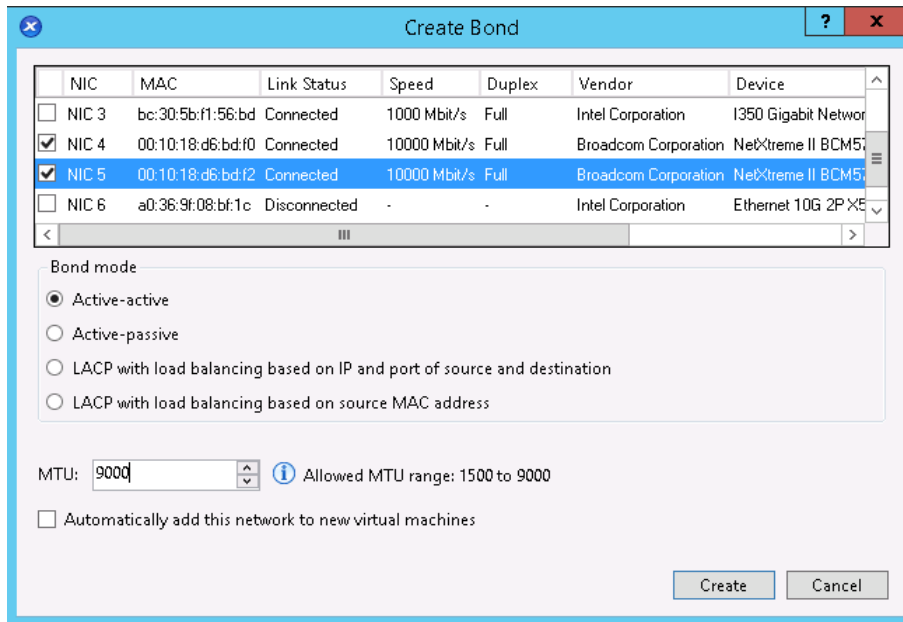 Create Bond
? x
NIC MAC Link Status Speed Duplex Vendor Device
NIC 3 bc:30:5b:f1:56:bd Connected 1000 Mbit/s Full Intel Corporation I350 Gigabit Networ
NIC 4 00:10:18:d6:bd:f0 Connected 10000 Mbit/s Full Broadcom Corporation NetXtreme II BCM57
NIC 5 00:10:18:d6:bd:f2 Connected 10000 Mbit/s Full Broadcom Corporation NetXtreme II BCM57
NIC 6 a0:36:9f:08:bf:1c Disconnected - - Intel Corporation Ethernet 10G 2P X5
Bond mode
Active-active
Active-passive
LACP with load balancing based on IP and port of source and destination
LACP with load balancing based on source MAC address
MTU: 9000 Allowed MTU range: 1500 to 9000
Automatically add this network to new virtual machines
Create Cancel